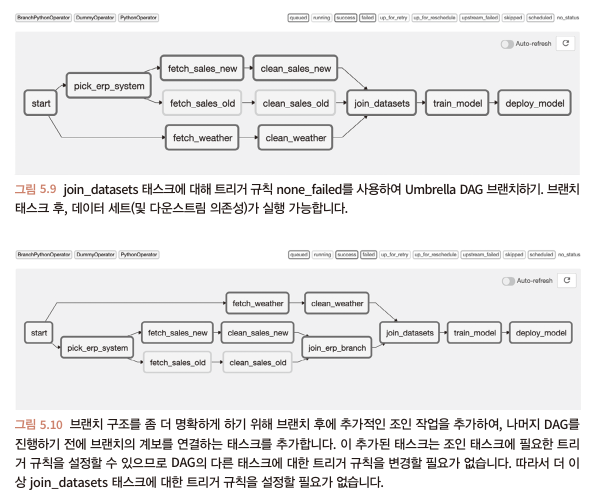 BranchPythonOperator DummyOperator PythonOperator queued running success failed up_for_retry up_for_reschedule upstream_failed skipped scheduled no_status
Auto-refresh
fetch_sales_new clean_sales_new
pick_erp_system
start fetch_sales_old clean_sales_old join_datasets train_model deploy_model
fetch_weather clean_weather
그림 5.9 join_datasets 태스크에 대해 트리거 규칙 none_failed를 사용하여 Umbrella DAG 브랜치하기. 브랜치
태스크 후, 데이터 세트(및 다운스트림 의존성)가 실행 가능합니다.
BranchPythonOperator DummyOperator PythonOperator queued running success failed up_for_retry up_for_reschedule upstream_failed skipped scheduled no_status
Auto-refresh
fetch_weather clean_weather
start fetch_sales_new clean_sales_new join_datasets train_model deploy_model
pick_erp_system join_erp_branch
fetch_sales_old clean_sales_old
그림 5.10 브랜치 구조를 좀 더 명확하게 하기 위해 브랜치 후에 추가적인 조인 작업을 추가하여, 나머지 DAG를
진행하기 전에 브랜치의 계보를 연결하는 태스크를 추가합니다. 이 추가된 태스크는 조인 태스크에 필요한 트리
거 규칙을 설정할 수 있으므로 DAG의 다른 태스크에 대한 트리거 규칙을 변경할 필요가 없습니다. 따라서 더 이
상 join_datasets 태스크에 대한 트리거 규칙을 설정할 필요가 없습니다.